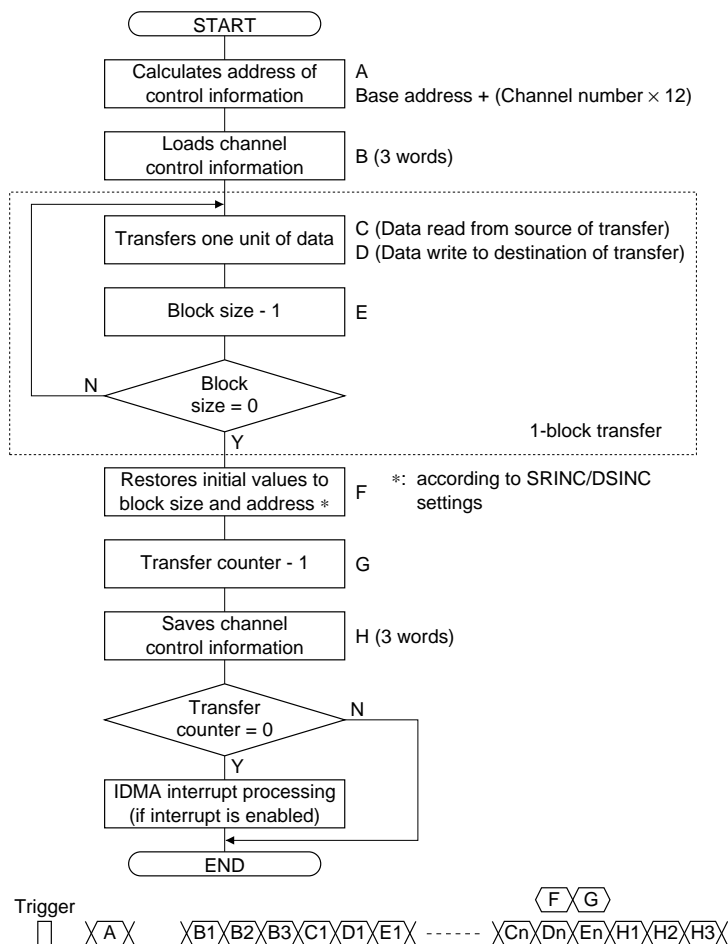 START
Calculates address of
control information
A
Base address + (Channel number × 12)
Loads channel
control information
B (3 words)
Transfers one unit of data
C (Data read from source of transfer)
D (Data write to destination of transfer)
Block size - 1
E
N
Block
size = 0
Y
1-block transfer
Restores initial values to
block size and address *
F
*: according to SRINC/DSINC
settings
Transfer counter - 1
G
Saves channel
control information
H (3 words)
Transfer
counter = 0
N
Y
IDMA interrupt processing
(if interrupt is enabled)
END
F G
Trigger
A B1 B2 B3 C1 D1 E1 ------ Cn Dn En H1 H2 H3